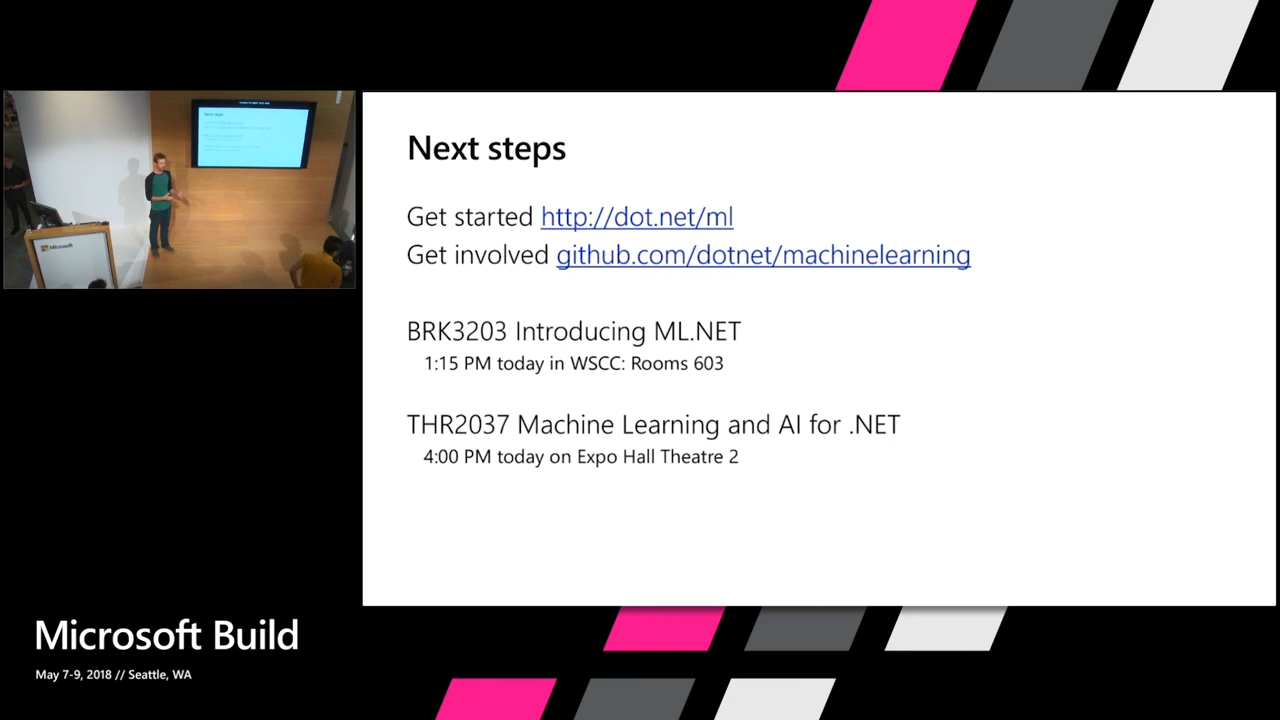 Next steps
Get started http://dot.net/ml
Get involved github.com/dotnet/machinelearning
BRK3203 Introducing ML.NET
1:15 PM today in WSCC: Rooms 603
THR2037 Machine Learning and AI for .NET
4:00 PM today on Expo Hall Theatre 2
Microsoft
Microsoft Build
May 7-9, 2018 // Seattle, WA